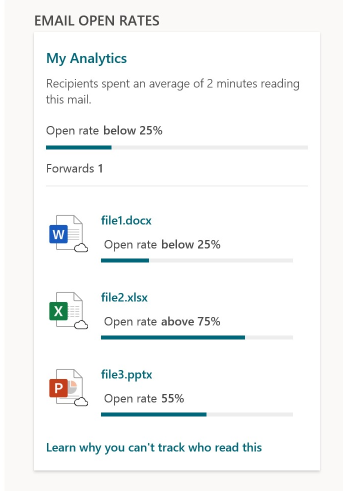 EMAIL OPEN RATES
My Analytics
Recipients spent an average of 2 minutes reading
this mail.
Open rate below 25%
Forwards 1
W
file1.docx
Open rate below 25%
X
file2.xlsx
Open rate above 75%
P
file3.pptx
Open rate 55%
Learn why you can't track who read this